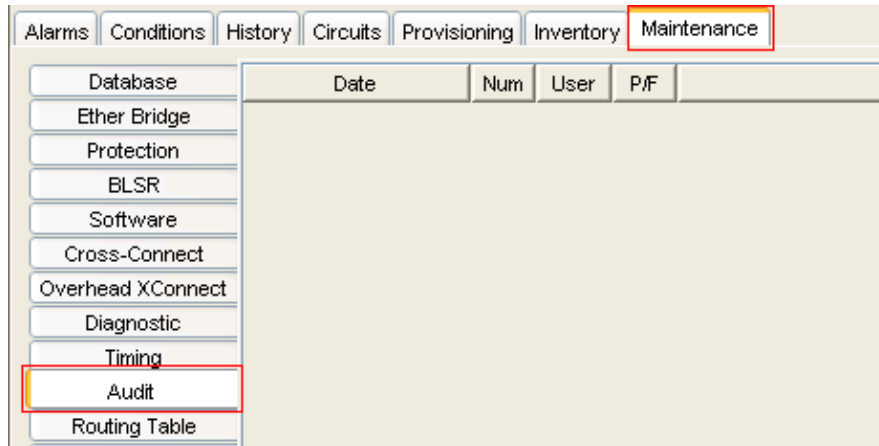 Alarms Conditions History Circuits Provisioning Inventory Maintenance
Database Date Num User P/F
Ether Bridge
Protection
BLSR
Software
Cross-Connect
Overhead XConnect
Diagnostic
Timing
Audit
Routing Table